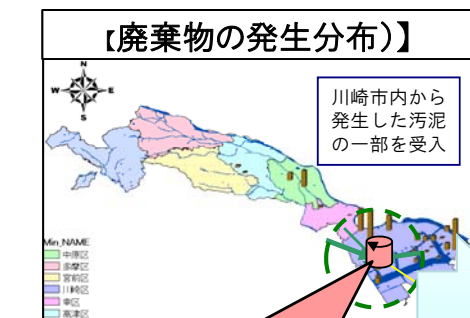 【廃棄物の発生分布)】
N
W E
S
川崎市内から
発生した汚泥
の一部を受入
Min_NAME
中原区
多摩区
宮前区
川崎区
幸区
高津区